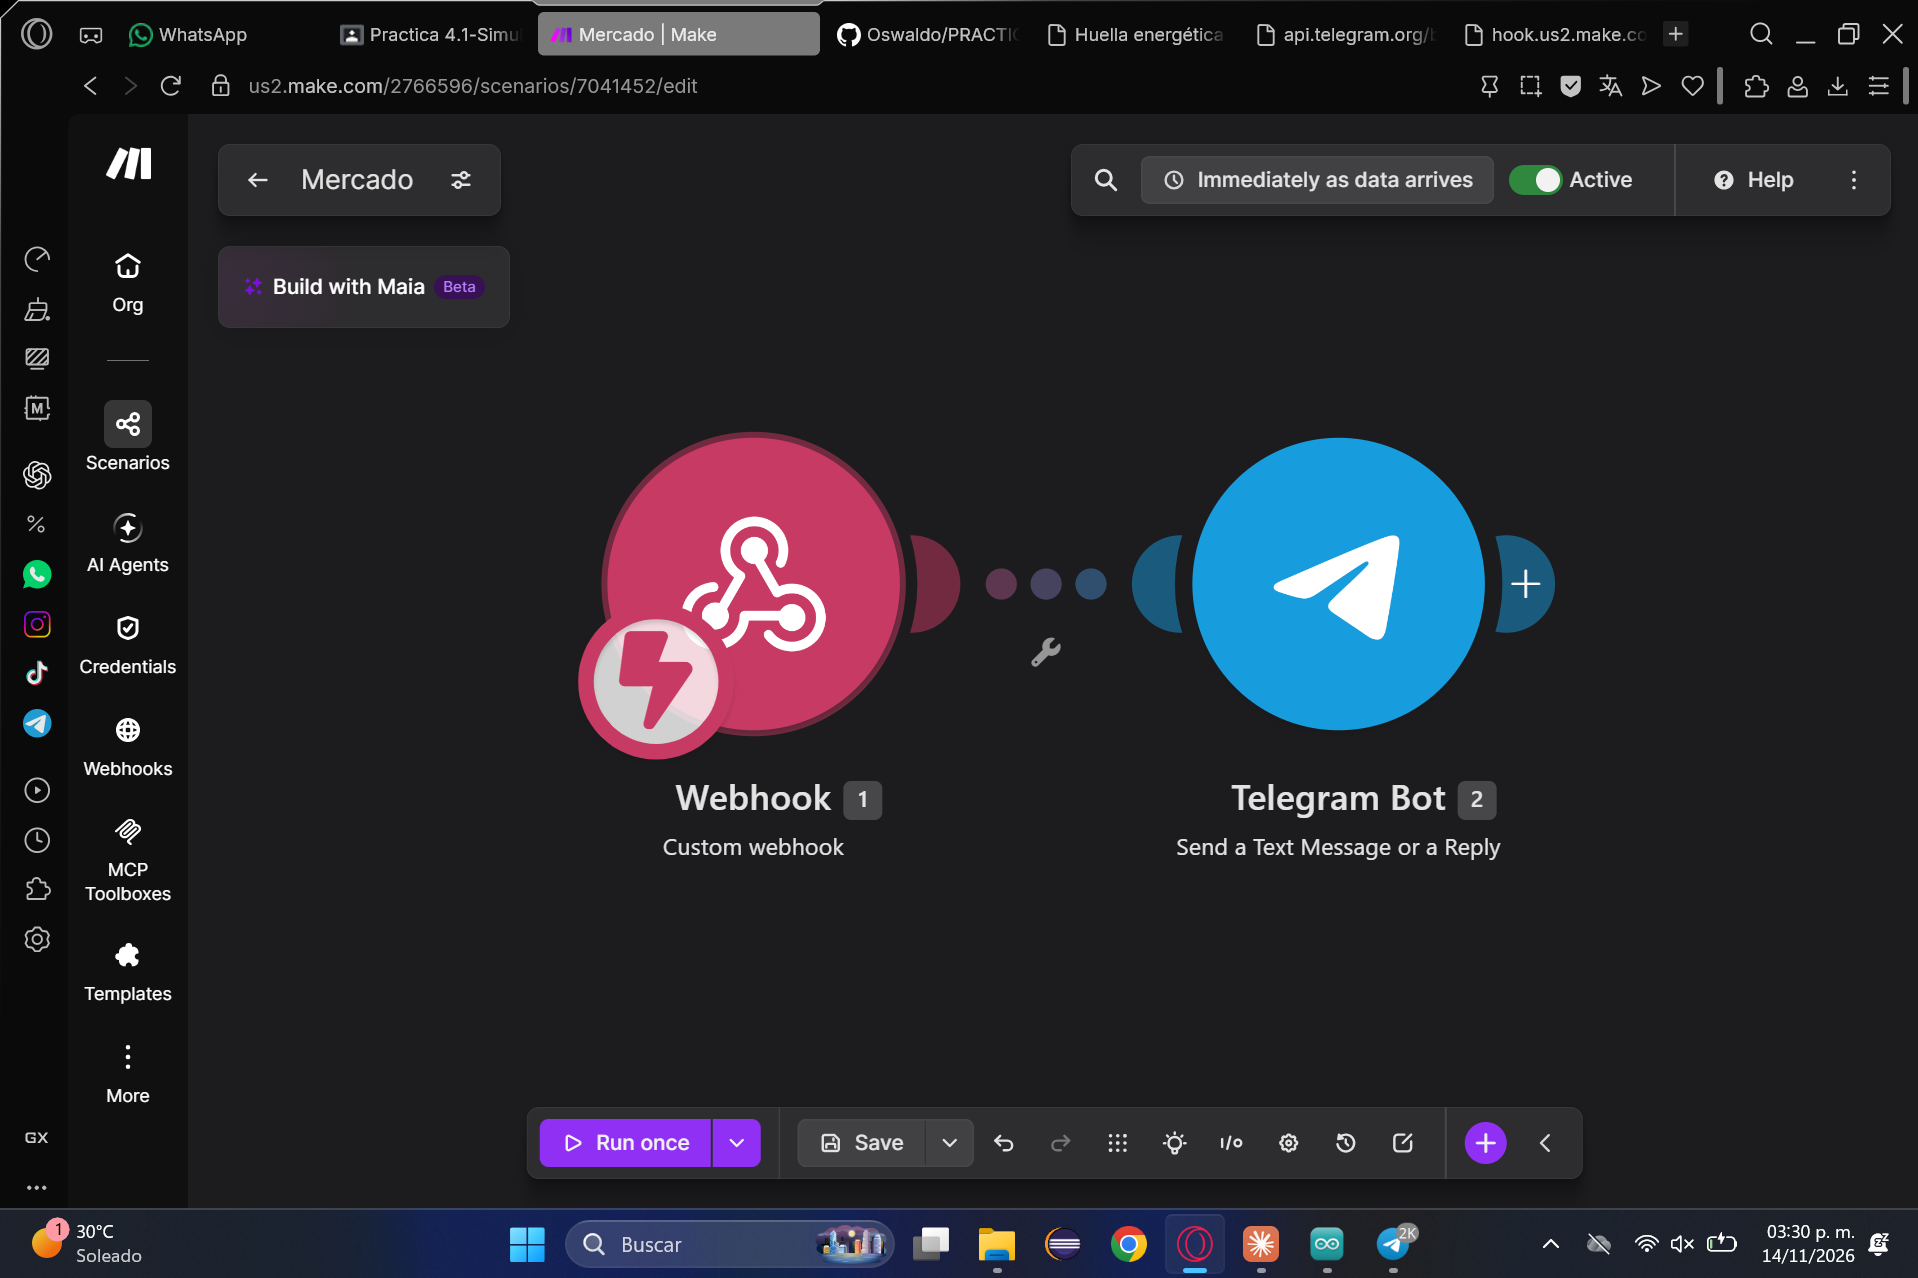 WhatsApp
Practica 4.1-Simu
Mercado | Make
Oswaldo/PRACTIC
Huella energética
api.telegram.org/b
hook.us2.make.co
us2.make.com/2766596/scenarios/7041452/edit
Mercado
Immediately as data arrives
Active
Help
Build with Maia Beta
Org
Scenarios
AI Agents
Credentials
Webhooks
MCP
Toolboxes
Templates
More
M
GX
Webhook 1
Custom webhook
Telegram Bot 2
Send a Text Message or a Reply
Run once
Save
1
30°C
Soleado
Buscar
2K
03:30 p. m.
14/11/2026